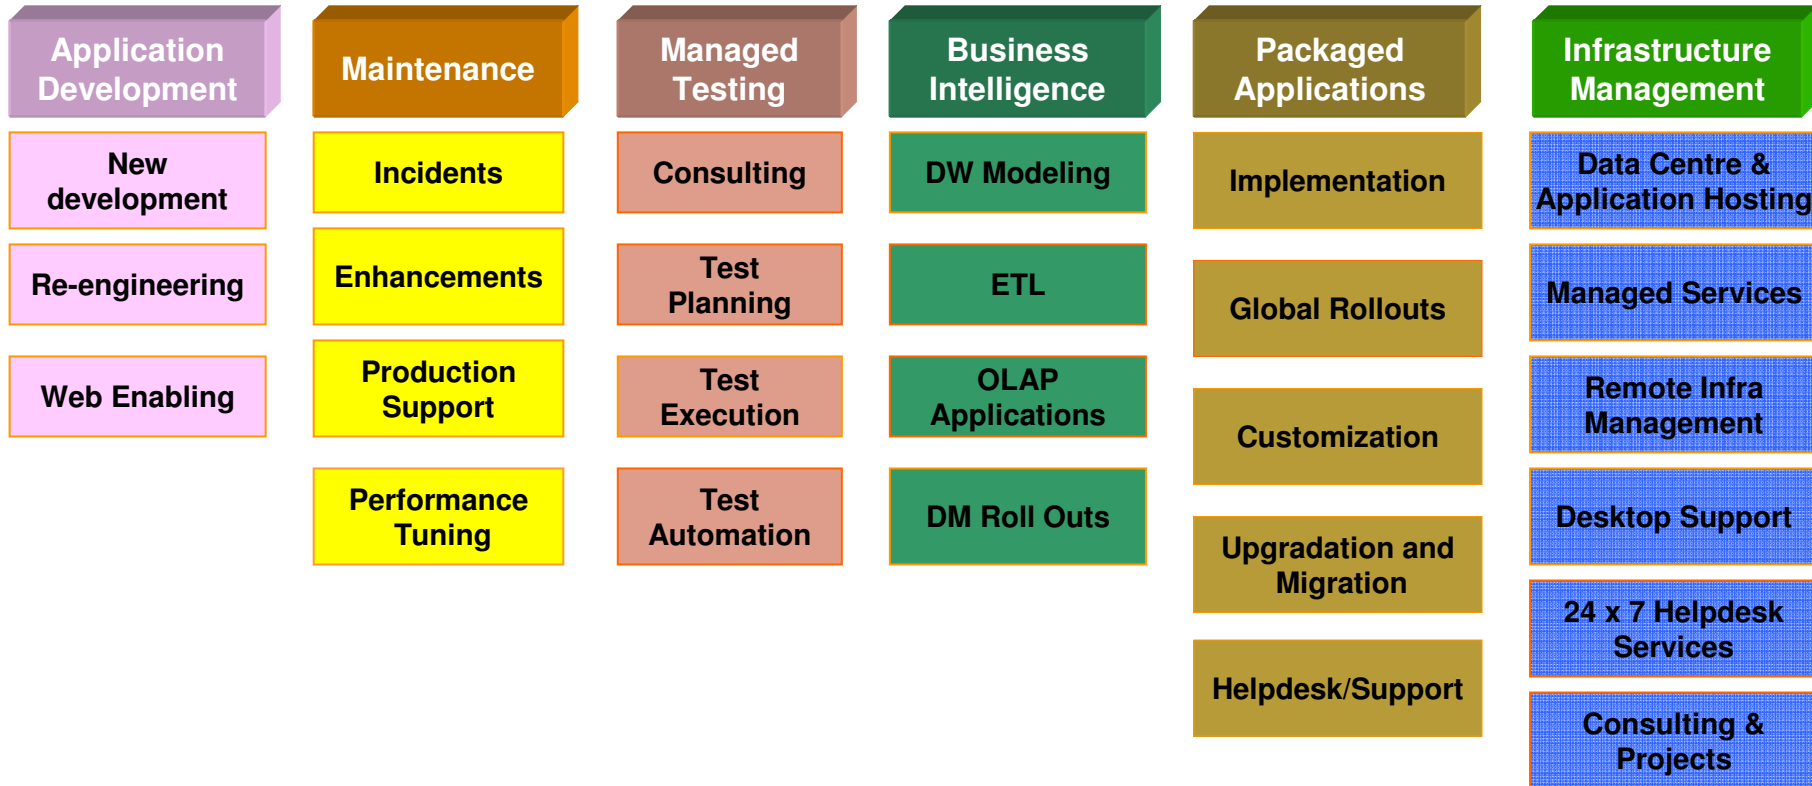 Application
Development
New
development
Re-engineering
Web Enabling
Maintenance
Incidents
Enhancements
Production
Support
Performance
Tuning
Managed
Testing
Consulting
Test
Planning
Test
Execution
Test
Automation
Business
Intelligence
DW Modeling
ETL
OLAP
Applications
DM Roll Outs
Packaged
Applications
Implementation
Global Rollouts
Customization
Upgradation and
Migration
Helpdesk/Support
Infrastructure
Management
Data Centre &
Application Hosting
Managed Services
Remote Infra
Management
Desktop Support
24 x 7 Helpdesk
Services
Consulting &
Projects